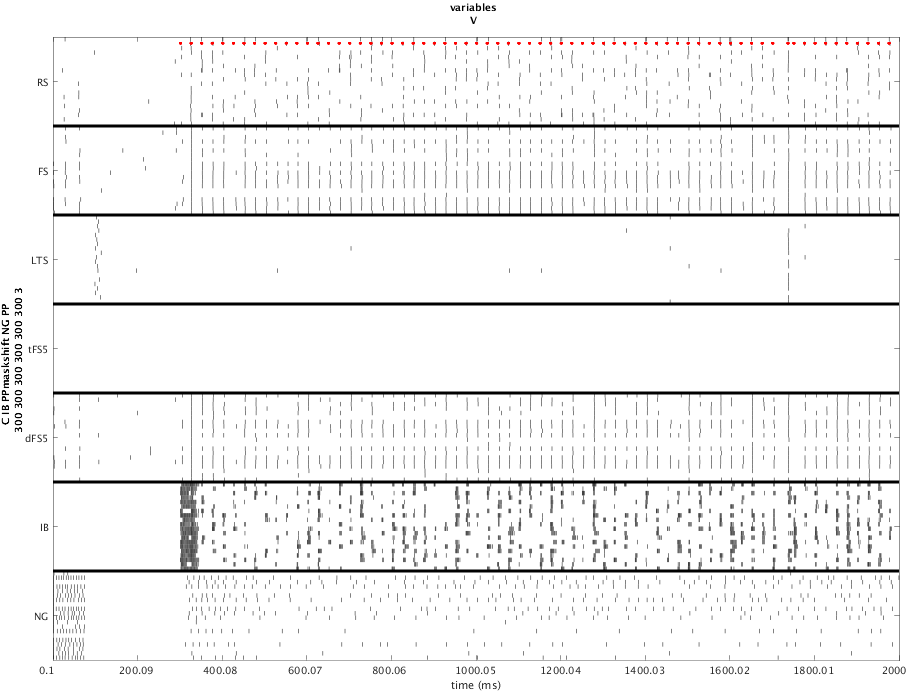 variables
V
RS
FS
LTS
tFS5
dFS5
IB
NG
C IB PPmaskshift NG PP
300 300 300 300 300 300 3
0.1 200.09 400.08 600.07 800.06 1000.05 1200.04 1400.03 1600.02 1800.01 2000
time (ms)